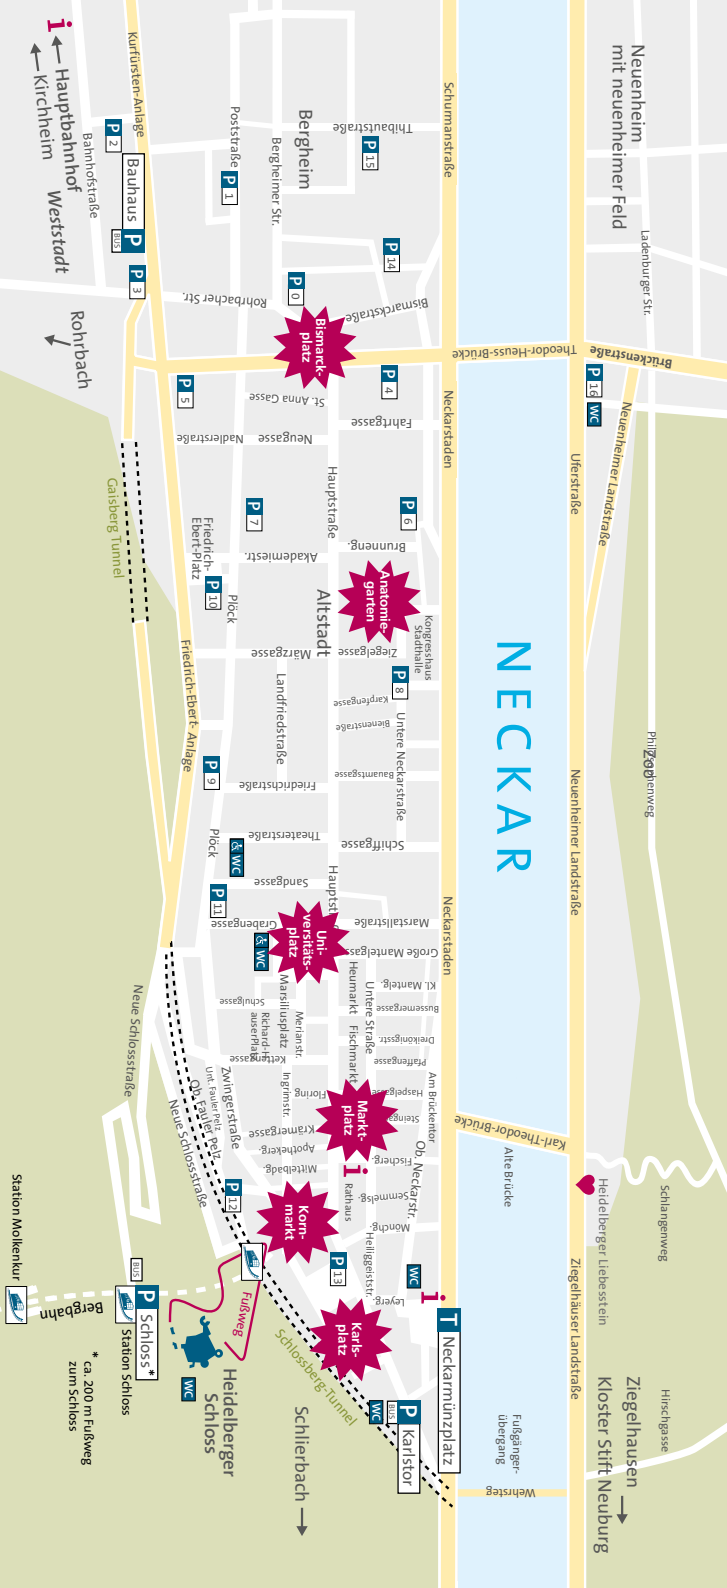 Neuenheim
mit neuenheimer Feld
Ladenburger Str.
Brückenstraße
P 16
WC
Neuenheimer Landstraße
Uferstraße
Philosophenweg
Zoo
Neuenheimer Landstraße
Schlangenweg
Heidelberger Liebesstein
Ziegelhäuser Landstraße
Hirschgasse
Ziegelhausen
Kloster Stift Neuburg
NECKAR
Theodor-Heuss-Brücke
Karl-Theodor-Brücke
Alte Brücke
Fußgänger-
übergang
Wehrsteg
Schurmanstraße
Neckarstaden
Neckarstaden
T Neckarmünzplatz
Thibautstraße
P 15
P 14
Bismarckstraße
Bergheim
Bergheimer Str.
Poststraße
P 1
P 0
Bismarck-
platz
Rohrbacher Str.
Kurfürsten-Anlage
P 2
Bahnhofstraße
Bauhaus
P
BUS
P 3
i
Hauptbahnhof
Kirchheim
Weststadt
Rohrbach
P 4
P 5
St. Anna Gasse
Fahrtgasse
Neugasse
Nadlerstraße
Hauptstraße
P 6
P 7
Brunneng.
Akademiestr.
Friedrich-
Ebert-Platz
P 10
Plöck
Gaisberg Tunnel
Friedrich-Ebert- Anlage
Anatomie-
garten
Altstadt
Kongresshaus
Stadthalle
Ziegelgasse
Märzgasse
P 8
Karpfengasse
Bienenstraße
Untere Neckarstraße
Bauamtsgasse
Landfriedstraße
P 9
Friedrichstraße
Theaterstraße
Schiffgasse
Plöck
WC
Sandgasse
Hauptstr
P 11
Grabengasse
Marstallstraße
Große Mantelgasse
Uni-
versitäts-
platz
WC
Kl. Mantelg.
Heumarkt
Untere Straße
Bussemergasse
Marsiliusplatz
Schulgasse
Merianstr.
Dreikönigstr.
Fischmarkt
Pfaffengasse
Kettengasse
Am Brückentor
Haspelgasse
Ingrimstr.
Floring
Zwingerstraße
Unt. Fauler Pelz
Ob. Fauler Pelz
Neue Schlossstraße
Neue Schlossstraße
Markt-
platz
Steing
Krämergasse
Apothekerg.
Mittelbadg.
Fischerg.
Ob. Neckarstr.
i
Rathaus
Semmelsg.
Mönchg.
P 12
Korn-
markt
P 13
Heiliggeiststr.
WC
Leyerg.
i
Karls-
platz
Schlossberg-Tunnel
WC
BUS
P
Karlstor
Schlierbach
Fußweg
Heidelberger
Schloss
WC
Station Molkenkur
Bergbahn
BUS
P
Schloss*
Station Schloss
* ca. 200 m Fußweg
zum Schloss